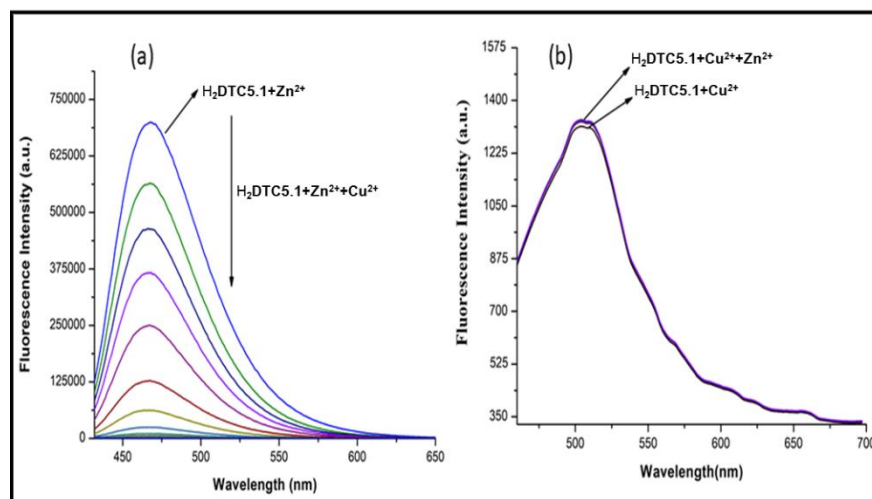 (a)
H₂DTC5.1+Zn²⁺
H₂DTC5.1+Zn²⁺+Cu²⁺
Fluorescence Intensity (a.u.)
750000
625000
500000
375000
250000
125000
0
450
500
550
600
650
Wavelength (nm)
(b)
H₂DTC5.1+Cu²⁺+Zn²⁺
H₂DTC5.1+Cu²⁺
Fluorescence Intensity (a.u.)
1575
1400
1225
1050
875
700
525
350
500
550
600
650
700
Wavelength(nm)